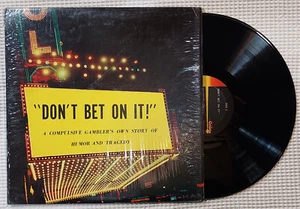 "DON'T BET ON IT!"
A COMPULSIVE GAMBLER'S OWN STORY OF
HUMOR AND TRAGEDY